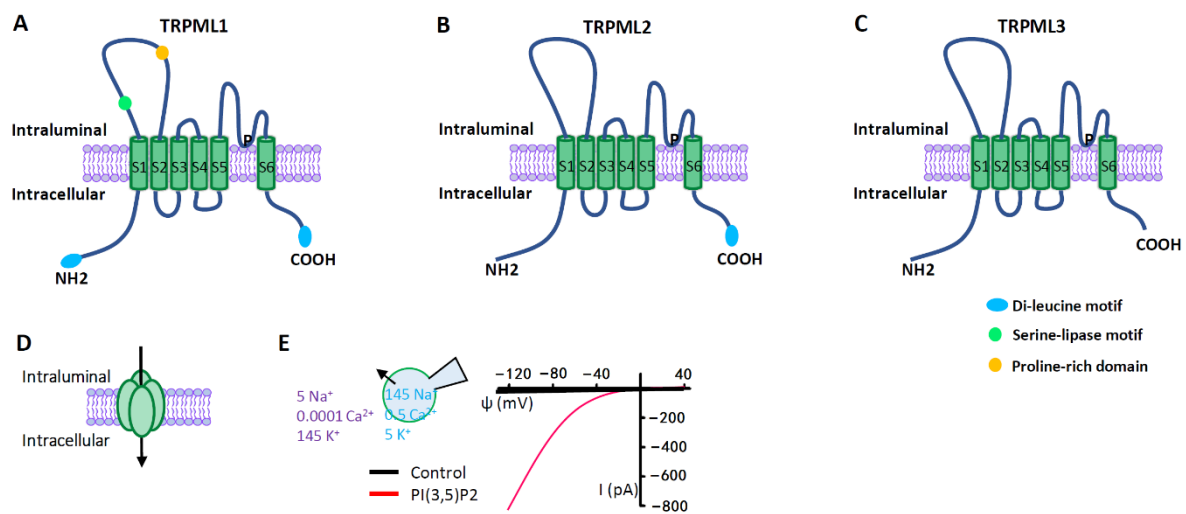 A
TRPML1
Intraluminal
Intracellular
S1 S2 S3 S4 S5 P S6
NH2
COOH
B
TRPML2
Intraluminal
Intracellular
S1 S2 S3 S4 S5 P S6
NH2
COOH
C
TRPML3
Intraluminal
Intracellular
S1 S2 S3 S4 S5 P S6
NH2
COOH
Di-leucine motif
Serine-lipase motif
Proline-rich domain
D
Intraluminal
Intracellular
E
5 Na⁺
0.0001 Ca²⁺
145 K⁺
145 Na⁺
0.5 Ca²⁺
5 K⁺
Control
PI(3,5)P2
−120 −80 −40 40
ψ (mV)
−200
−400
−600
−800
I (pA)